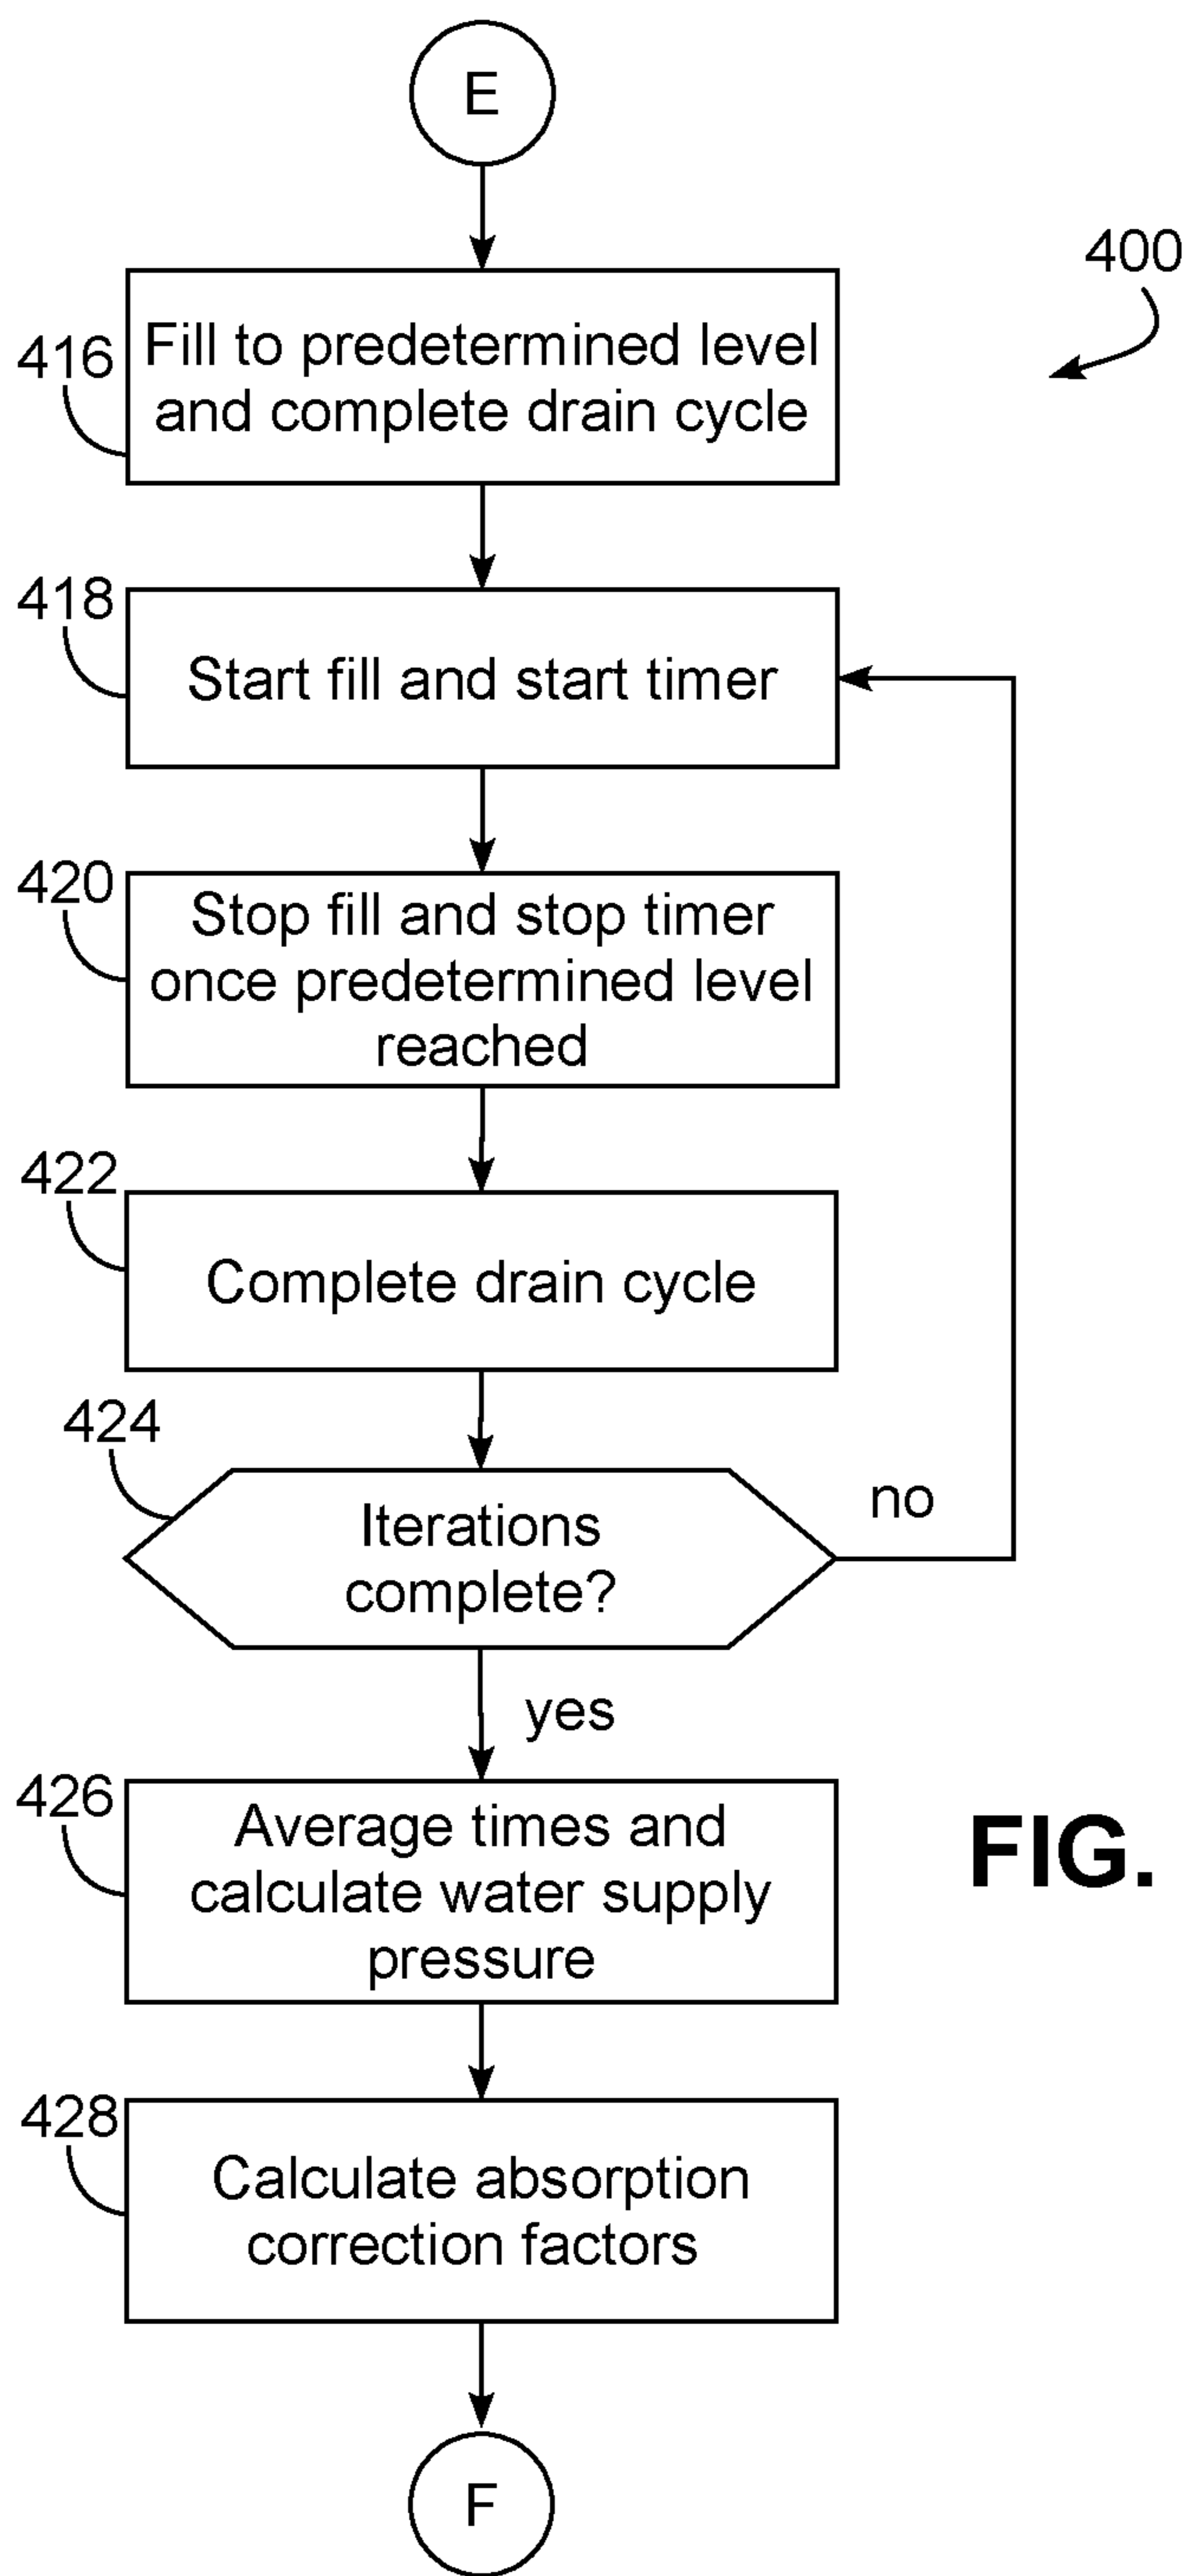 E
400
416
Fill to predetermined level
and complete drain cycle
418
Start fill and start timer
420
Stop fill and stop timer
once predetermined level
reached
422
Complete drain cycle
424
Iterations
complete?
no
yes
426
Average times and
calculate water supply
pressure
FIG.
428
Calculate absorption
correction factors
F